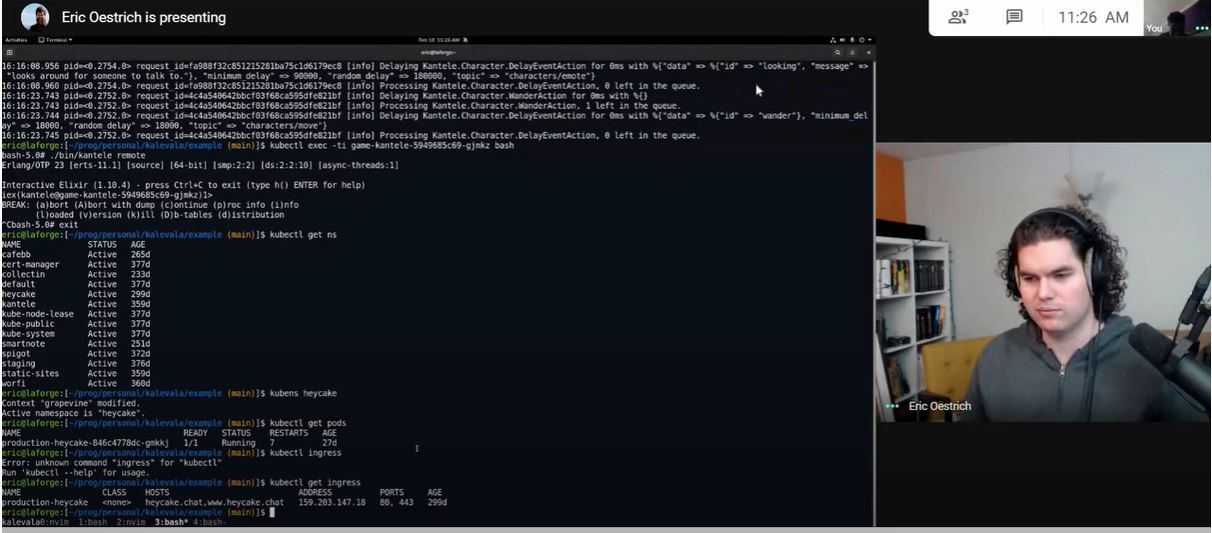 Eric Oestrich is presenting
3
11:26 AM
You
Activities Terminal
Feb 10 11:26 AM
eric@laforge:~
16:16:08.956 pid=<0.2754.0> request_id=fa988f32c851215281ba75c1d6179ec8 [info] Delaying Kantele.Character.DelayEventAction for 0ms with %{"data" => %{"id" => "looking", "message" =>
"looks around for someone to talk to."}, "minimum_delay" => 90000, "random_delay" => 180000, "topic" => "characters/emote"}
16:16:08.960 pid=<0.2754.0> request_id=fa988f32c851215281ba75c1d6179ec8 [info] Processing Kantele.Character.DelayEventAction, 0 left in the queue.
16:16:23.743 pid=<0.2752.0> request_id=4c4a540642bbcf03f68ca595dfe821bf [info] Delaying Kantele.Character.WanderAction for 0ms with %{}
16:16:23.743 pid=<0.2752.0> request_id=4c4a540642bbcf03f68ca595dfe821bf [info] Processing Kantele.Character.WanderAction, 1 left in the queue.
16:16:23.744 pid=<0.2752.0> request_id=4c4a540642bbcf03f68ca595dfe821bf [info] Delaying Kantele.Character.DelayEventAction for 0ms with %{"data" => %{"id" => "wander"}, "minimum_del
ay" => 18000, "random_delay" => 18000, "topic" => "characters/move"}
16:16:23.745 pid=<0.2752.0> request_id=4c4a540642bbcf03f68ca595dfe821bf [info] Processing Kantele.Character.DelayEventAction, 0 left in the queue.
eric@laforge:[~/prog/personal/kalevala/example (main)]$ kubectl exec -ti game-kantele-5949685c69-gjmkz bash
bash-5.0# ./bin/kantele remote
Erlang/OTP 23 [erts-11.1] [source] [64-bit] [smp:2:2] [ds:2:2:10] [async-threads:1]
Interactive Elixir (1.10.4) - press Ctrl+C to exit (type h() ENTER for help)
iex(kantele@game-kantele-5949685c69-gjmkz)1>
BREAK: (a)bort (A)bort with dump (c)ontinue (p)roc info (i)nfo
(l)oaded (v)ersion (k)ill (D)b-tables (d)istribution
^Cbash-5.0# exit
eric@laforge:[~/prog/personal/kalevala/example (main)]$ kubectl get ns
NAME STATUS AGE
cafebb Active 265d
cert-manager Active 377d
collectin Active 233d
default Active 377d
heycake Active 299d
kantele Active 359d
kube-node-lease Active 377d
kube-public Active 377d
kube-system Active 377d
smartnote Active 251d
spigot Active 372d
staging Active 376d
static-sites Active 359d
worfi Active 360d
eric@laforge:[~/prog/personal/kalevala/example (main)]$ kubens heycake
Context "grapevine" modified.
Active namespace is "heycake".
eric@laforge:[~/prog/personal/kalevala/example (main)]$ kubectl get pods
NAME READY STATUS RESTARTS AGE
production-heycake-846c4778dc-gmkkj 1/1 Running 7 27d
eric@laforge:[~/prog/personal/kalevala/example (main)]$ kubectl ingress
Error: unknown command "ingress" for "kubectl"
Run 'kubectl --help' for usage.
eric@laforge:[~/prog/personal/kalevala/example (main)]$ kubectl get ingress
NAME CLASS HOSTS ADDRESS PORTS AGE
production-heycake <none> heycake.chat,www.heycake.chat 159.203.147.18 80, 443 299d
eric@laforge:[~/prog/personal/kalevala/example (main)]$
kalevala0:nvim 1:bash 2:nvim 3:bash* 4:bash-
Eric Oestrich